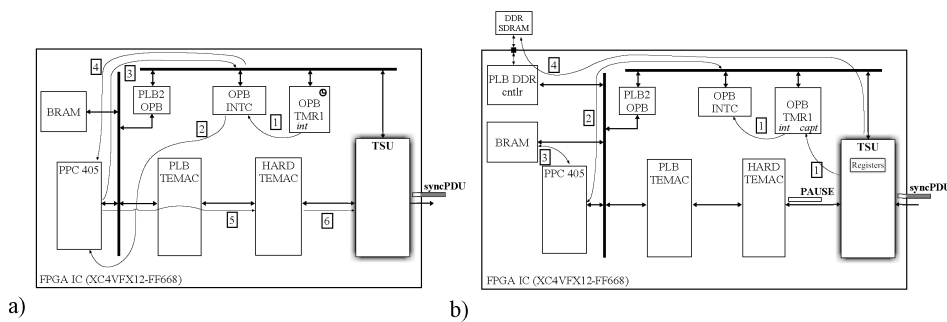 4
3
BRAM
PLB2
OPB
OPB
INTC
OPB
TMR1
int
2
1
PPC 405
PLB
TEMAC
HARD
TEMAC
TSU
syncPDU
5
6
FPGA IC (XC4VFX12-FF668)
a)
DDR
SDRAM
4
PLB DDR
cntlr
2
PLB2
OPB
OPB
INTC
OPB
TMR1
int capt
1
BRAM
3
PPC 405
PLB
TEMAC
HARD
TEMAC
1
TSU
Registers
PAUSE
syncPDU
FPGA IC (XC4VFX12-FF668)
b)